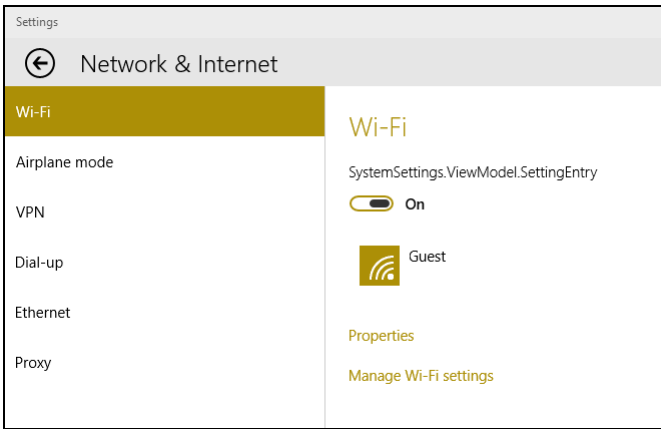 Settings
Network & Internet
Wi-Fi
Airplane mode
VPN
Dial-up
Ethernet
Proxy
Wi-Fi
SystemSettings.ViewModel.SettingEntry
On
Guest
Properties
Manage Wi-Fi settings